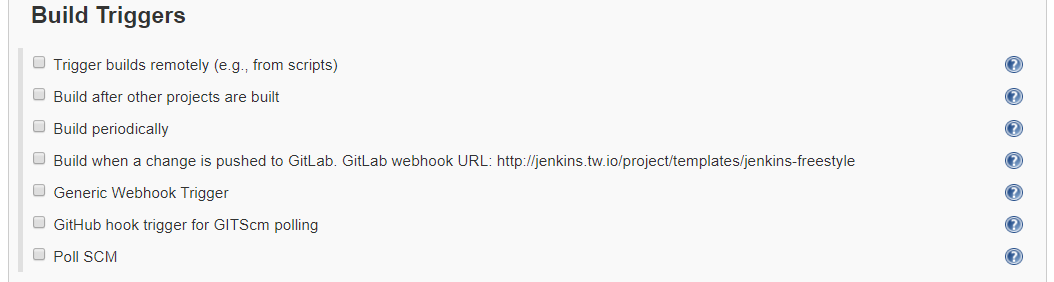 Build Triggers
Trigger builds remotely (e.g., from scripts)
Build after other projects are built
Build periodically
Build when a change is pushed to GitLab. GitLab webhook URL: http://jenkins.tw.io/project/templates/jenkins-freestyle
Generic Webhook Trigger
GitHub hook trigger for GITScm polling
Poll SCM